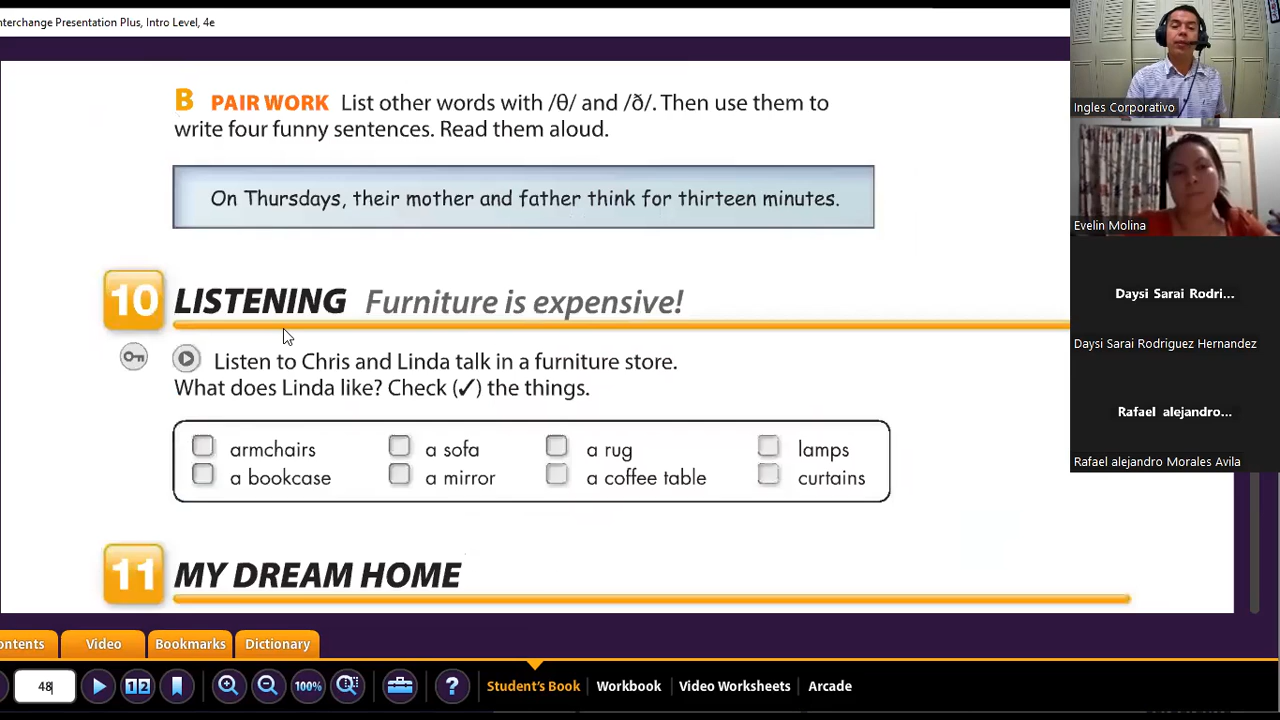 nterchange Presentation Plus, Intro Level, 4e
B PAIR WORK List other words with /θ/ and /ð/. Then use them to
write four funny sentences. Read them aloud.
On Thursdays, their mother and father think for thirteen minutes.
10 LISTENING Furniture is expensive!
Listen to Chris and Linda talk in a furniture store.
What does Linda like? Check (✓) the things.
armchairs a sofa a rug lamps
a bookcase a mirror a coffee table curtains
11 MY DREAM HOME
ontents Video Bookmarks Dictionary
48 12 100% ? Student's Book Workbook Video Worksheets Arcade
Ingles Corporativo
Evelin Molina
Daysi Sarai Rodri...
Daysi Sarai Rodriguez Hernandez
Rafael alejandro...
Rafael alejandro Morales Avila